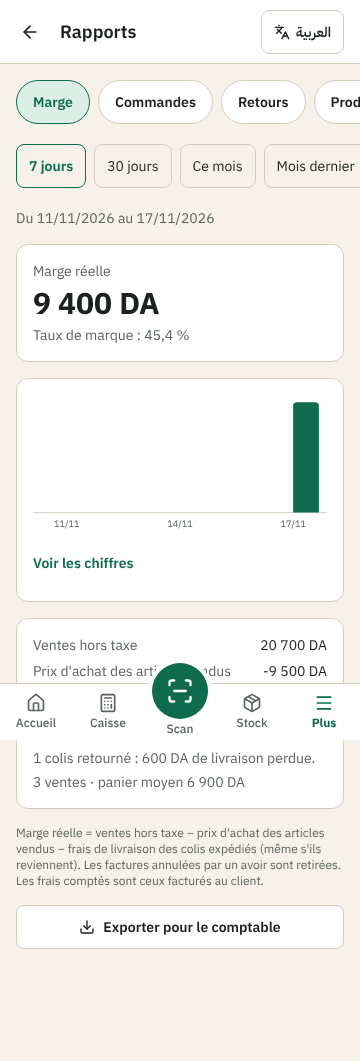 Rapports
العربية
Marge
Commandes
Retours
Prod
7 jours
30 jours
Ce mois
Mois dernier
Du 11/11/2026 au 17/11/2026
Marge réelle
9 400 DA
Taux de marque : 45,4 %
11/11
14/11
17/11
Voir les chiffres
Ventes hors taxe 20 700 DA
Prix d'achat des arti ndus -9 500 DA
Accueil
Caisse
Scan
Stock
Plus
1 colis retourné : 600 DA de livraison perdue.
3 ventes · panier moyen 6 900 DA
Marge réelle = ventes hors taxe − prix d'achat des articles
vendus − frais de livraison des colis expédiés (même s'ils
reviennent). Les factures annulées par un avoir sont retirées.
Les frais comptés sont ceux facturés au client.
Exporter pour le comptable